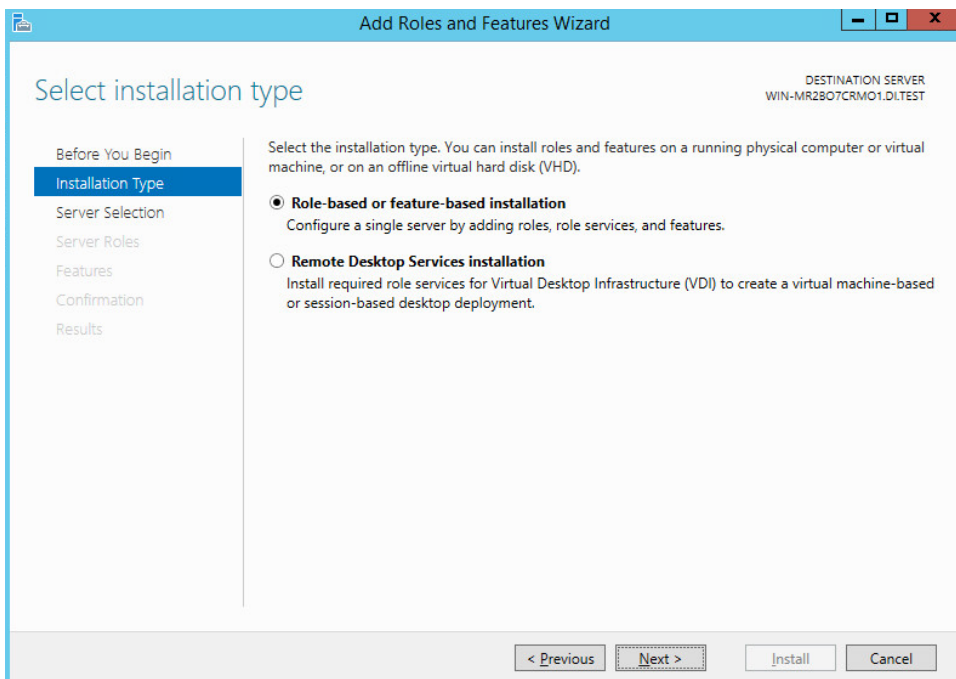 Add Roles and Features Wizard
Select installation type
DESTINATION SERVER
WIN-MR2BO7CRMO1.DI.TEST
Before You Begin
Installation Type
Server Selection
Server Roles
Features
Confirmation
Results
Select the installation type. You can install roles and features on a running physical computer or virtual
machine, or on an offline virtual hard disk (VHD).
Role-based or feature-based installation
Configure a single server by adding roles, role services, and features.
Remote Desktop Services installation
Install required role services for Virtual Desktop Infrastructure (VDI) to create a virtual machine-based
or session-based desktop deployment.
< Previous
Next >
Install
Cancel